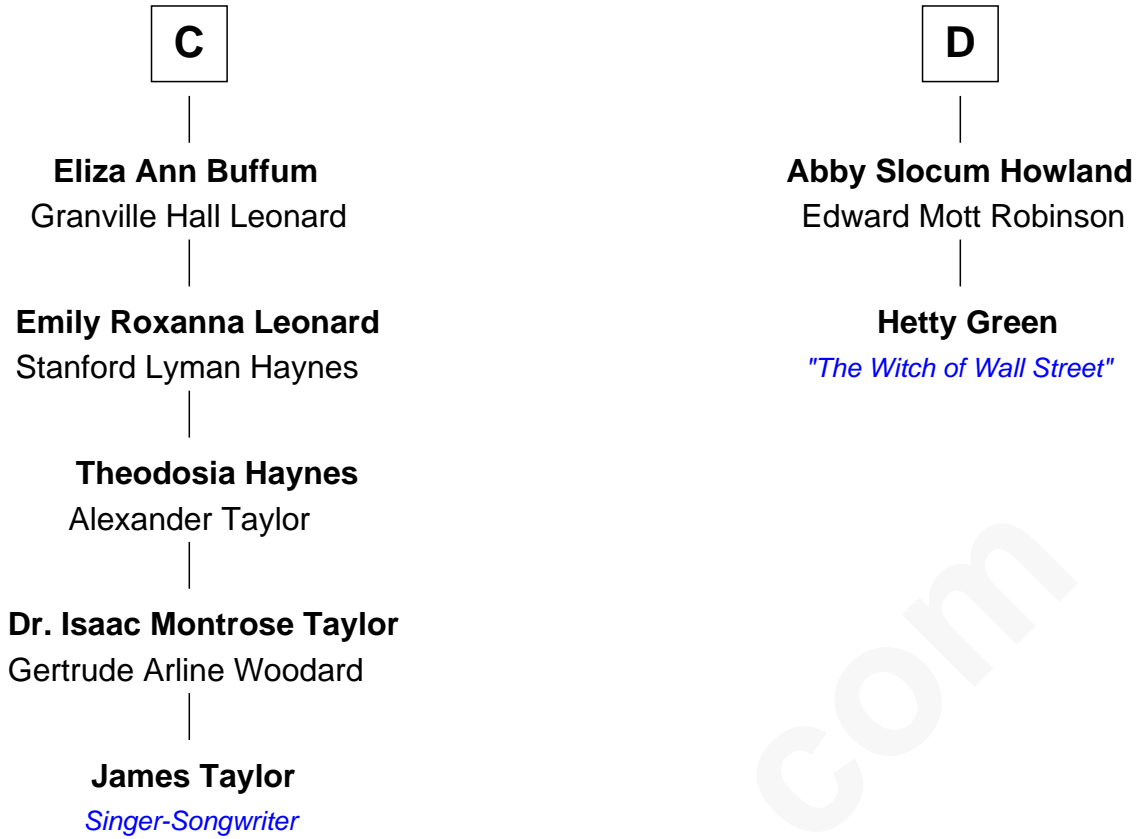 C
Eliza Ann Buffum
Granville Hall Leonard
Emily Roxanna Leonard
Stanford Lyman Haynes
Theodosia Haynes
Alexander Taylor
Dr. Isaac Montrose Taylor
Gertrude Arline Woodard
James Taylor
Singer-Songwriter
D
Abby Slocum Howland
Edward Mott Robinson
Hetty Green
"The Witch of Wall Street"
com